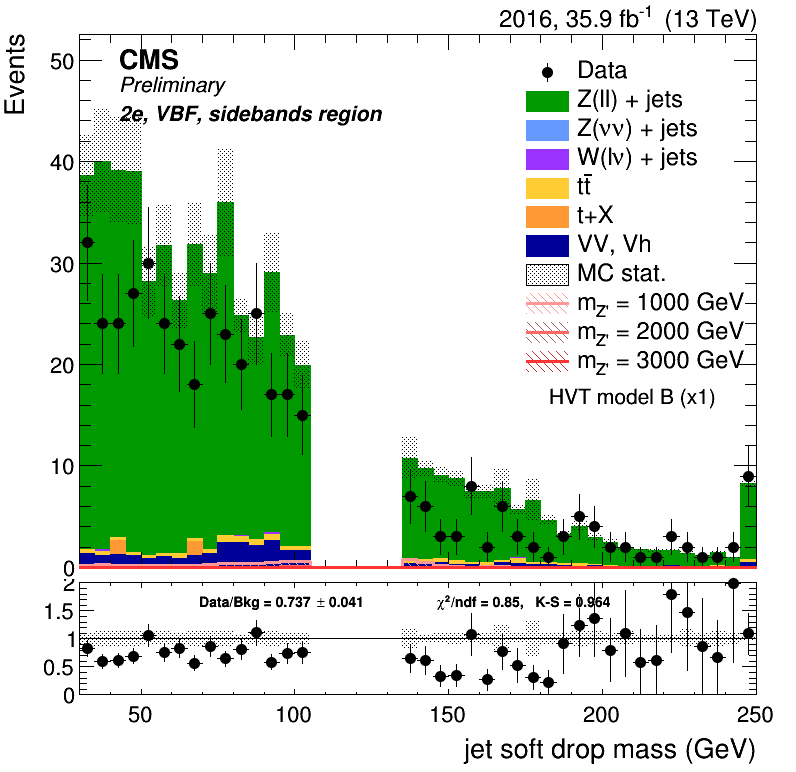 2016, 35.9 fb⁻¹ (13 TeV)
Events
CMS
Preliminary
2e, VBF, sidebands region
Data
Z(ll) + jets
Z(νν) + jets
W(lν) + jets
tt̄
t+X
VV, Vh
MC stat.
m_Z' = 1000 GeV
m_Z' = 2000 GeV
m_Z' = 3000 GeV
HVT model B (x1)
50
40
30
20
10
0
Data/Bkg = 0.737 ± 0.041
χ²/ndf = 0.85, K-S = 0.964
2
1.5
1
0.5
0
50 100 150 200 250
jet soft drop mass (GeV)